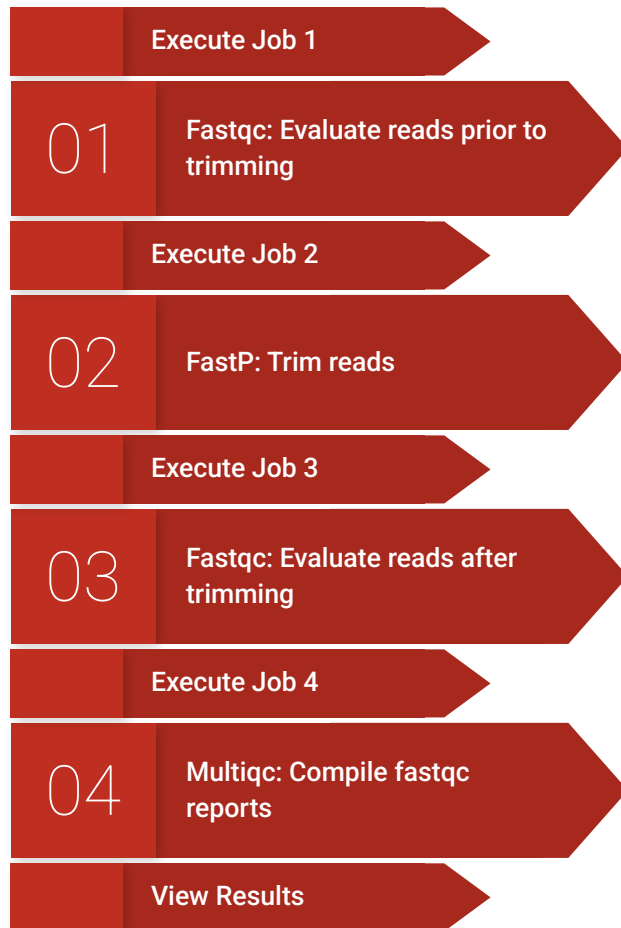 Execute Job 1
01
Fastqc: Evaluate reads prior to
trimming
Execute Job 2
02
FastP: Trim reads
Execute Job 3
03
Fastqc: Evaluate reads after
trimming
Execute Job 4
04
Multiqc: Compile fastqc
reports
View Results